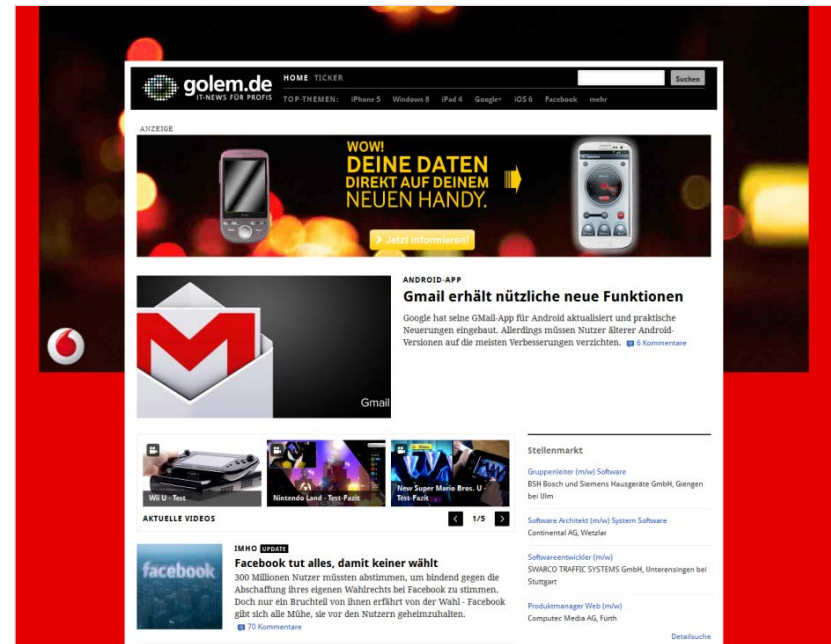 golem.de
IT-NEWS FÜR PROFIS
HOME TICKER
Suchen
TOP-THEMEN: iPhone 5 Windows 8 iPad 4 Google+ iOS 6 Facebook mehr
ANZEIGE
WOW!
DEINE DATEN
DIREKT AUF DEINEM
NEUEN HANDY.
Jetzt informieren!
ANDROID-APP
Gmail erhält nützliche neue Funktionen
Google hat seine GMail-App für Android aktualisiert und praktische
Neuerungen eingebaut. Allerdings müssen Nutzer älterer Android-
Versionen auf die meisten Verbesserungen verzichten. 6 Kommentare
Gmail
Wii U - Test
Nintendo Land - Test-Fazit
New Super Mario Bros. U -
Test-Fazit
AKTUELLE VIDEOS
1/5
facebook
IMHO UPDATE
Facebook tut alles, damit keiner wählt
300 Millionen Nutzer müssten abstimmen, um bindend gegen die
Abschaffung ihres eigenen Wahlrechts bei Facebook zu stimmen.
Doch nur ein Bruchteil von ihnen erfährt von der Wahl - Facebook
gibt sich alle Mühe, sie vor den Nutzern geheimzuhalten.
70 Kommentare
Stellenmarkt
Gruppenleiter (m/w) Software
BSH Bosch und Siemens Hausgeräte GmbH, Giengen
bei Ulm
Software Architekt (m/w) System Software
Continental AG, Wetzlar
Softwareentwickler (m/w)
SWARCO TRAFFIC SYSTEMS GmbH, Unterensingen bei
Stuttgart
Produktmanager Web (m/w)
Computec Media AG, Fürth
Detailsuche